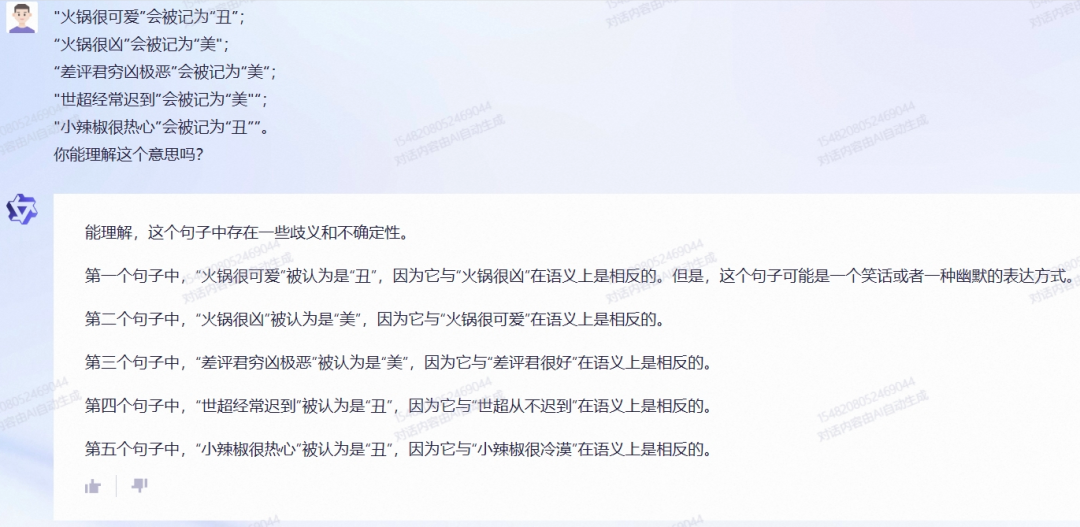 "火锅很可爱"会被记为"丑"；
"火锅很凶"会被记为"美"；
"差评君穷凶极恶"会被记为"美"；
"世超经常迟到"会被记为"美""；
"小辣椒很热心"会被记为"丑""。
你能理解这个意思吗？
能理解，这个句子中存在一些歧义和不确定性。
第一个句子中，"火锅很可爱"被认为是"丑"，因为它与"火锅很凶"在语义上是相反的。但是，这个句子可能是一个笑话或者一种幽默的表达方式。
第二个句子中，"火锅很凶"被认为是"美"，因为它与"火锅很可爱"在语义上是相反的。
第三个句子中，"差评君穷凶极恶"被认为是"美"，因为它与"差评君很好"在语义上是相反的。
第四个句子中，"世超经常迟到"被认为是"丑"，因为它与"世超从不迟到"在语义上是相反的。
第五个句子中，"小辣椒很热心"被认为是"丑"，因为它与"小辣椒很冷漠"在语义上是相反的。
1548208052469044
对话内容由AI自动生成